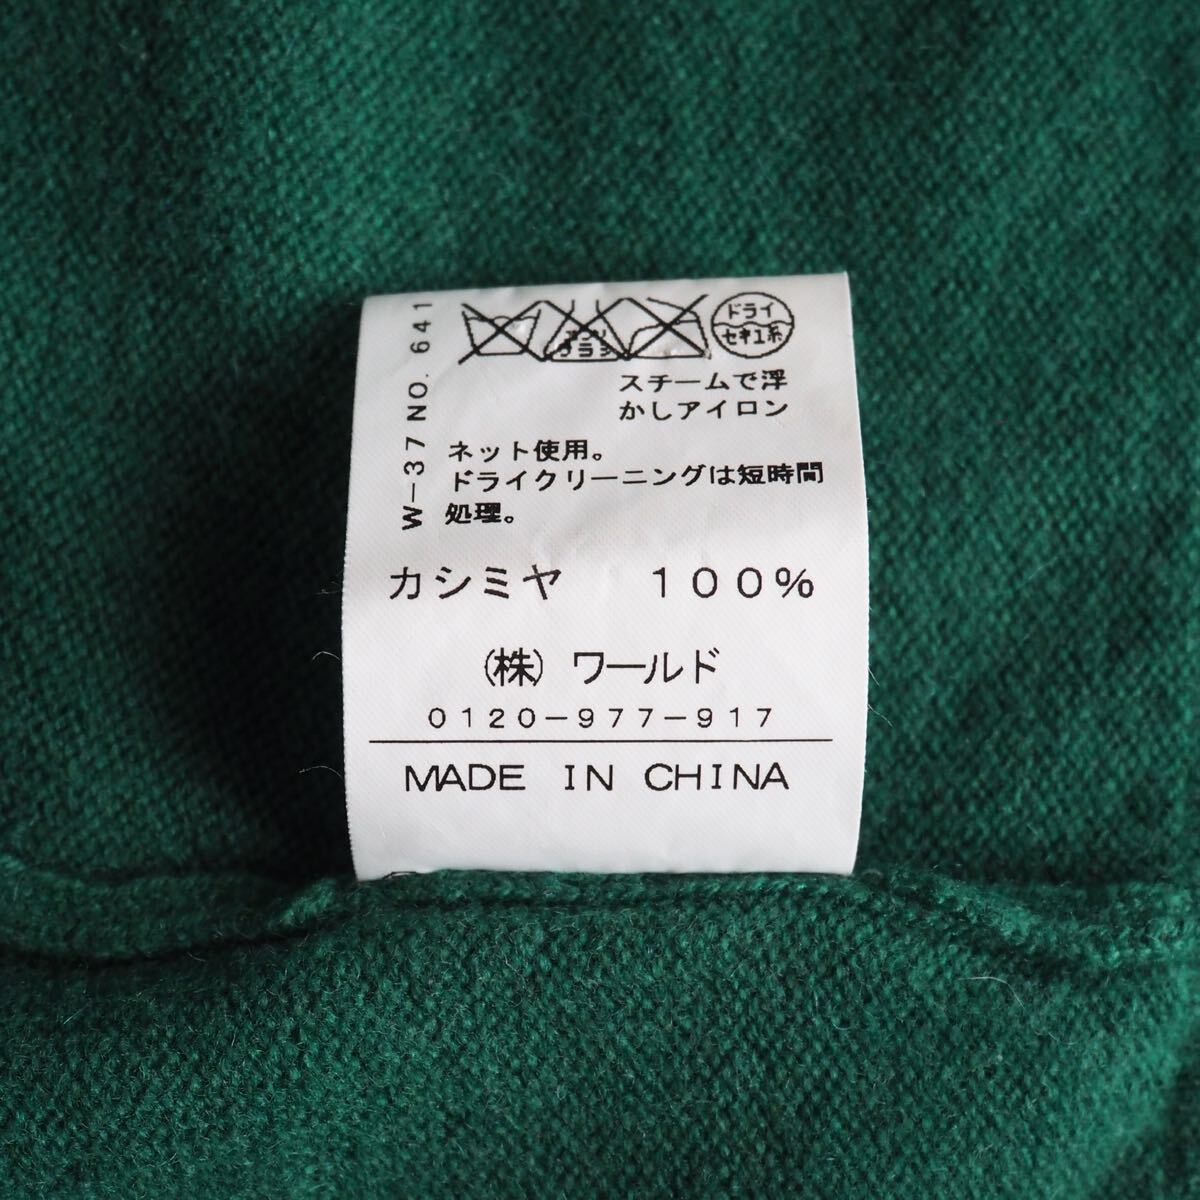 W-37 NO. 641
ドライ
セキユ系
スチームで浮
かしアイロン
ネット使用。
ドライクリーニングは短時間
処理。
カシミヤ 100%
(株) ワールド
0120-977-917
MADE IN CHINA